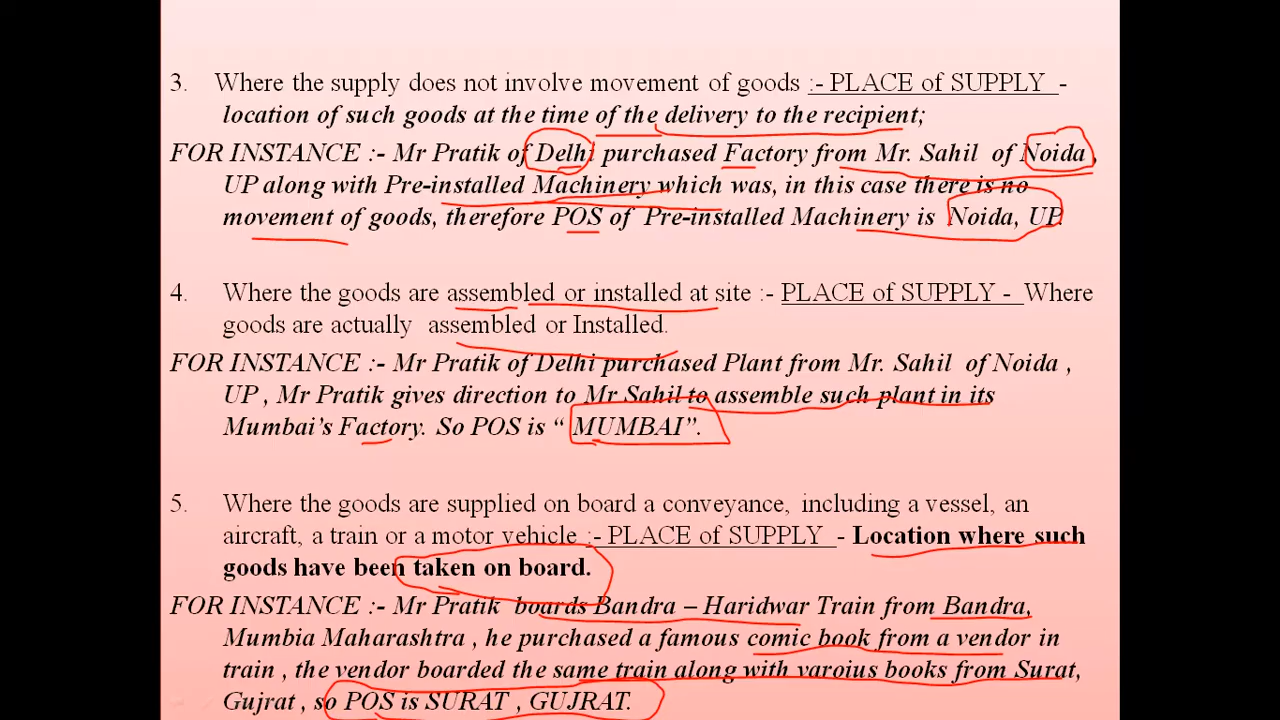 3. Where the supply does not involve movement of goods :- PLACE of SUPPLY -
location of such goods at the time of the delivery to the recipient;
FOR INSTANCE :- Mr Pratik of Delhi purchased Factory from Mr. Sahil of Noida ,
UP along with Pre-installed Machinery which was, in this case there is no
movement of goods, therefore POS of Pre-installed Machinery is Noida, UP.
4. Where the goods are assembled or installed at site :- PLACE of SUPPLY - Where
goods are actually assembled or Installed.
FOR INSTANCE :- Mr Pratik of Delhi purchased Plant from Mr. Sahil of Noida ,
UP , Mr Pratik gives direction to Mr Sahil to assemble such plant in its
Mumbai's Factory. So POS is “ MUMBAI”.
5. Where the goods are supplied on board a conveyance, including a vessel, an
aircraft, a train or a motor vehicle :- PLACE of SUPPLY - Location where such
goods have been taken on board.
FOR INSTANCE :- Mr Pratik boards Bandra – Haridwar Train from Bandra,
Mumbia Maharashtra , he purchased a famous comic book from a vendor in
train , the vendor boarded the same train along with varoius books from Surat,
Gujrat , so POS is SURAT , GUJRAT.